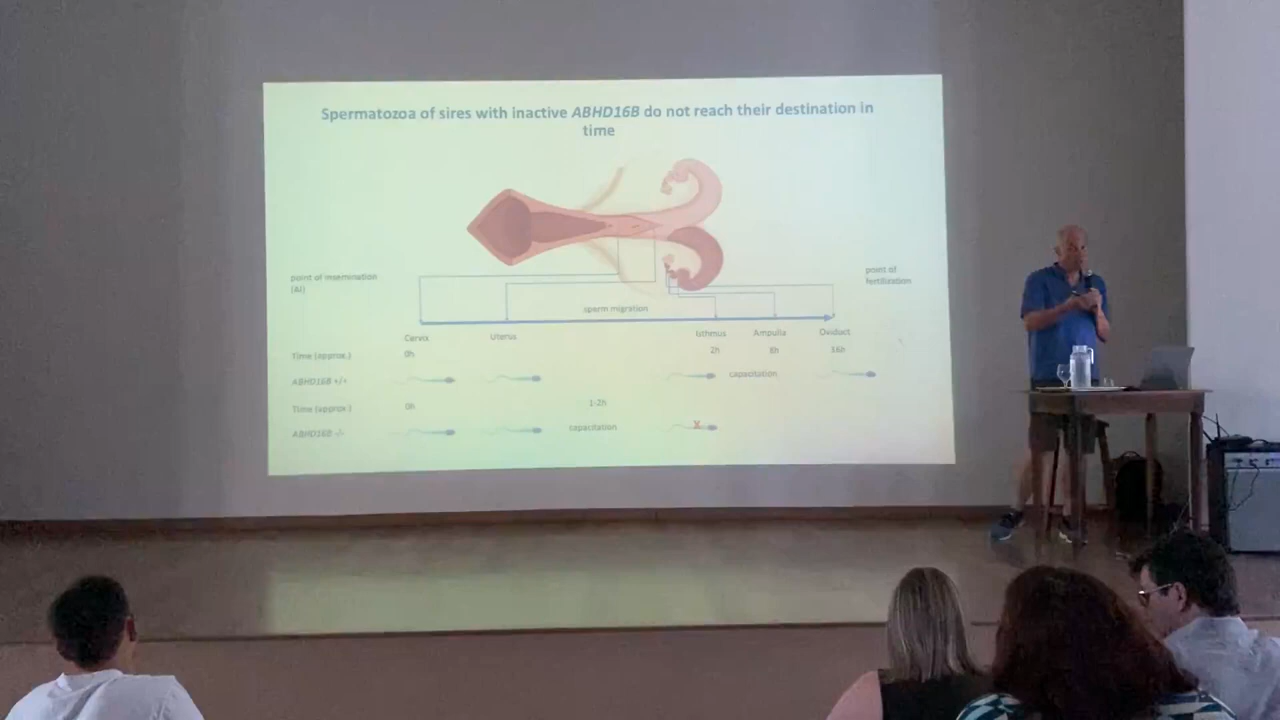 Spermatozoa of sires with inactive ABHD16B do not reach their destination in
time
point of insemination
(AI)
point of
fertilization
sperm migration
Cervix Uterus Isthmus Ampulla Oviduct
Time (approx.) 0h 2h 8h 16h
ABHD16B +/+ capacitation
Time (approx.) 0h 1-2h
ABHD16B -/- capacitation X